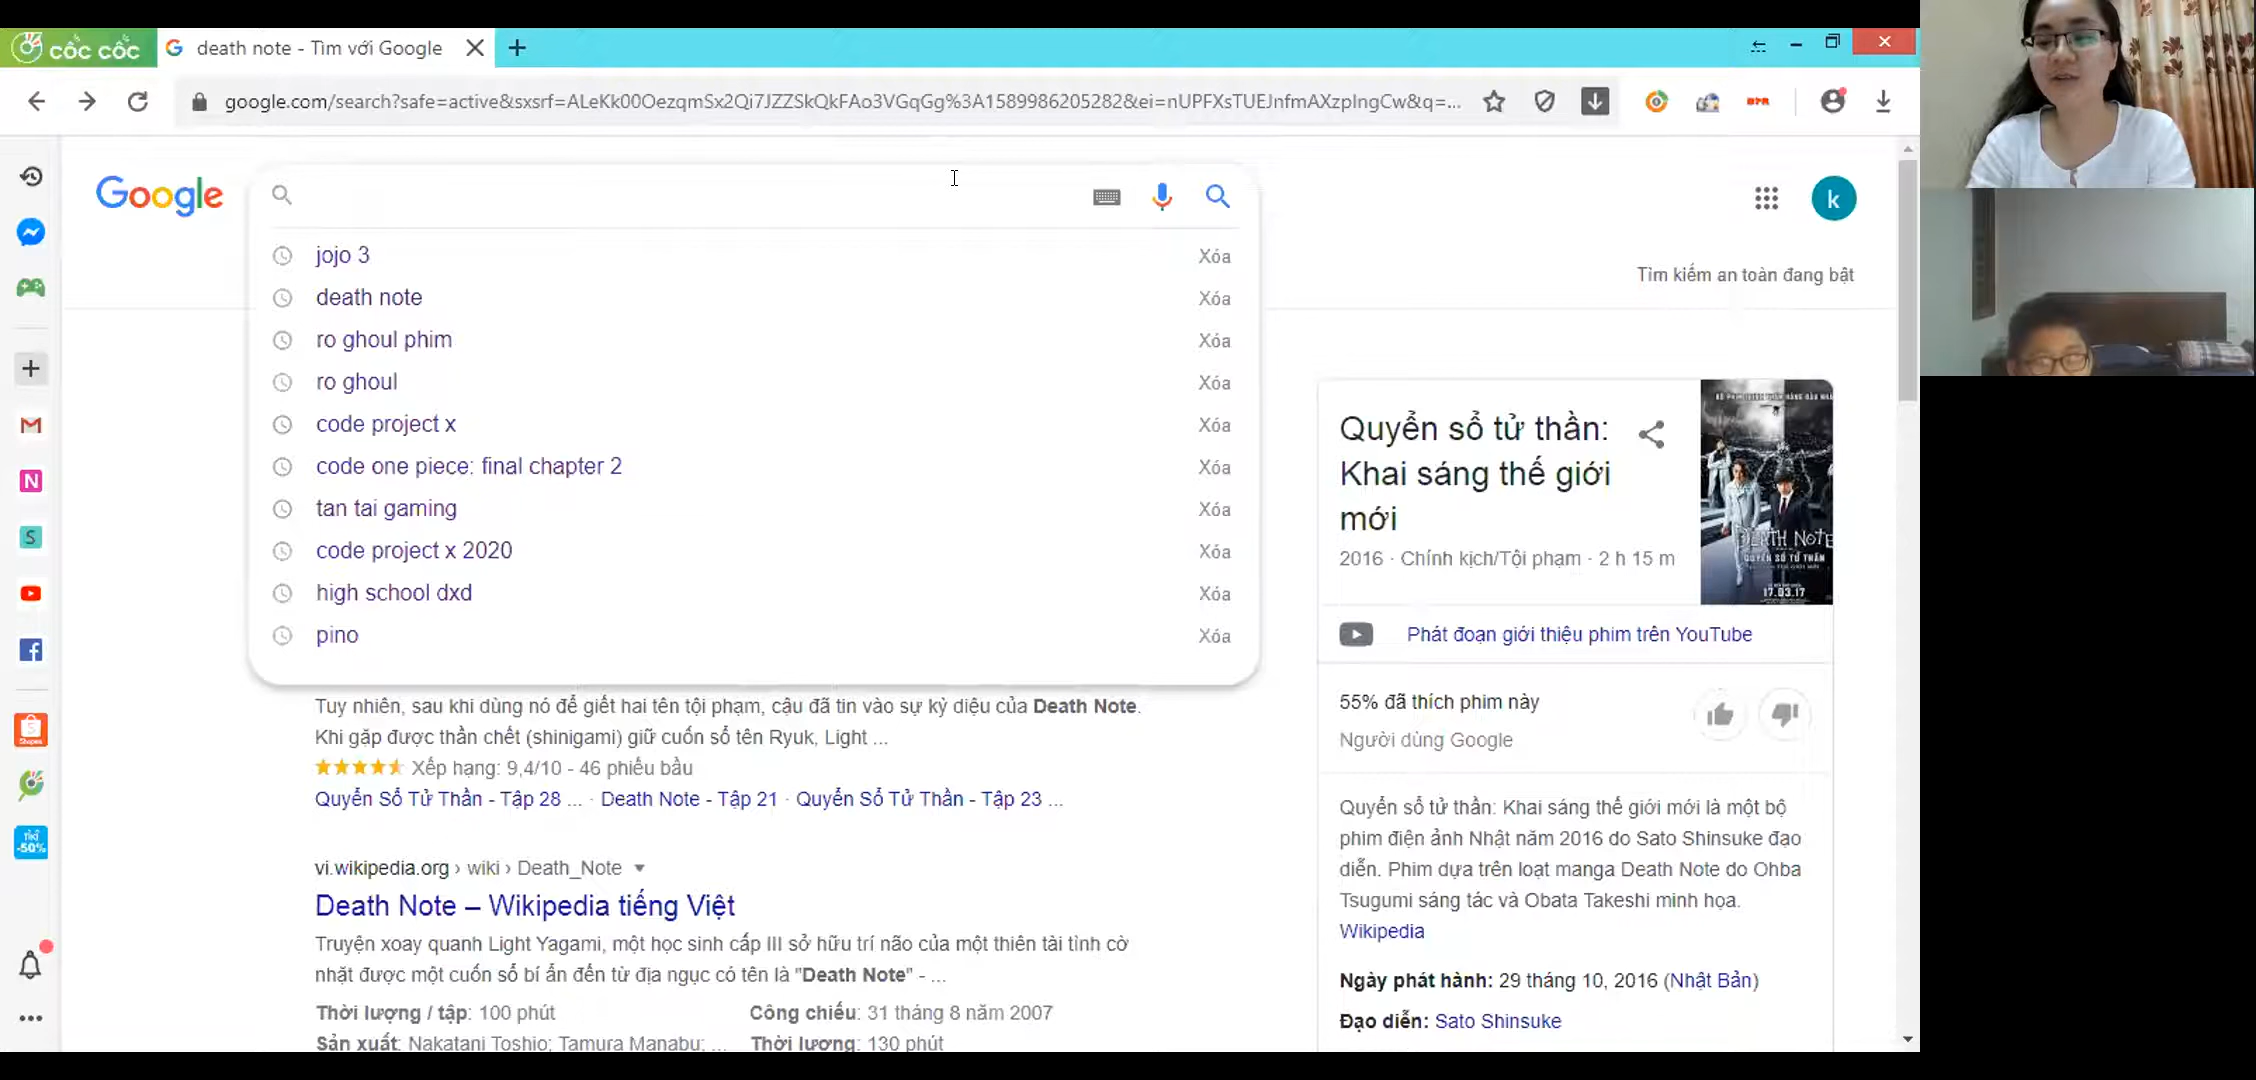 cốc cốc
death note - Tìm với Google
google.com/search?safe=active&sxsrf=ALeKk00OezqmSx2Qi7JZZSkQkFAo3VGqGg%3A1589986205282&ei=nUPFXsTUEJnfmAXzpIngCw&q=...
Google
k
Tìm kiếm an toàn đang bật
jojo 3 Xóa
death note Xóa
ro ghoul phim Xóa
ro ghoul Xóa
code project x Xóa
code one piece: final chapter 2 Xóa
tan tai gaming Xóa
code project x 2020 Xóa
high school dxd Xóa
pino Xóa
Tuy nhiên, sau khi dùng nó để giết hai tên tội phạm, cậu đã tin vào sự kỳ diệu của Death Note.
Khi gặp được thần chết (shinigami) giữ cuốn sổ tên Ryuk, Light ...
Xếp hạng: 9,4/10 - 46 phiếu bầu
Quyển Sổ Tử Thần - Tập 28 ... · Death Note - Tập 21 · Quyển Sổ Tử Thần - Tập 23 ...
vi.wikipedia.org › wiki › Death_Note
Death Note – Wikipedia tiếng Việt
Truyện xoay quanh Light Yagami, một học sinh cấp III sở hữu trí não của một thiên tài tình cờ
nhặt được một cuốn sổ bí ẩn đến từ địa ngục có tên là "Death Note" - ...
Thời lượng / tập: 100 phút Công chiếu: 31 tháng 8 năm 2007
Sản xuất: Nakatani Toshio; Tamura Manabu; ... Thời lượng: 130 phút
Quyển sổ tử thần:
Khai sáng thế giới
mới
2016 · Chính kịch/Tội phạm · 2 h 15 m
DEATH NOTE
QUYỂN SỔ TỬ THẦN
17.03.17
Phát đoạn giới thiệu phim trên YouTube
55% đã thích phim này
Người dùng Google
Quyển sổ tử thần: Khai sáng thế giới mới là một bộ
phim điện ảnh Nhật năm 2016 do Sato Shinsuke đạo
diễn. Phim dựa trên loạt manga Death Note do Ohba
Tsugumi sáng tác và Obata Takeshi minh họa.
Wikipedia
Ngày phát hành: 29 tháng 10, 2016 (Nhật Bản)
Đạo diễn: Sato Shinsuke
N
S
Shopee
TIKI
-50%